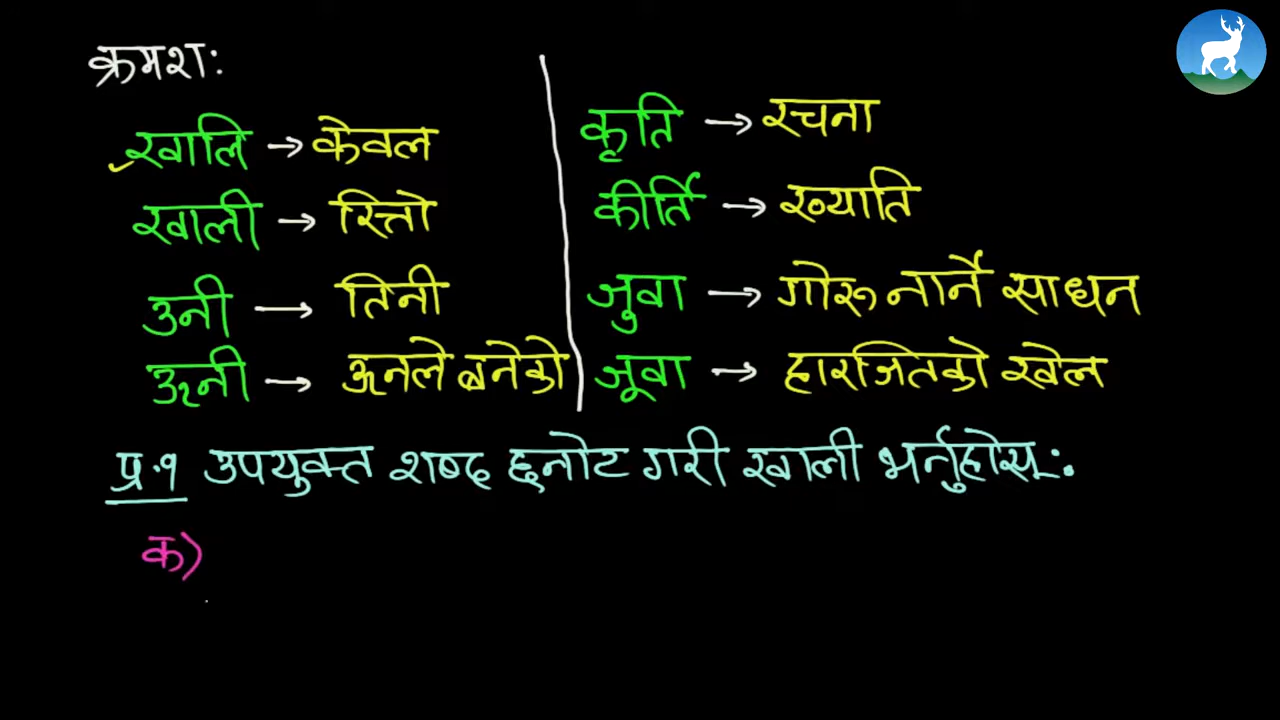 क्रमशः
खालि → केवल
खाली → रित्तो
उनी → तिनी
ऊनी → ऊनले बनेको
कृति → रचना
कीर्ति → ख्याति
जुवा → गोरु नार्ने साधन
जूवा → हारजितको खेल
प्र.१ उपयुक्त शब्द छनोट गरी खाली भर्नुहोस् :
क)